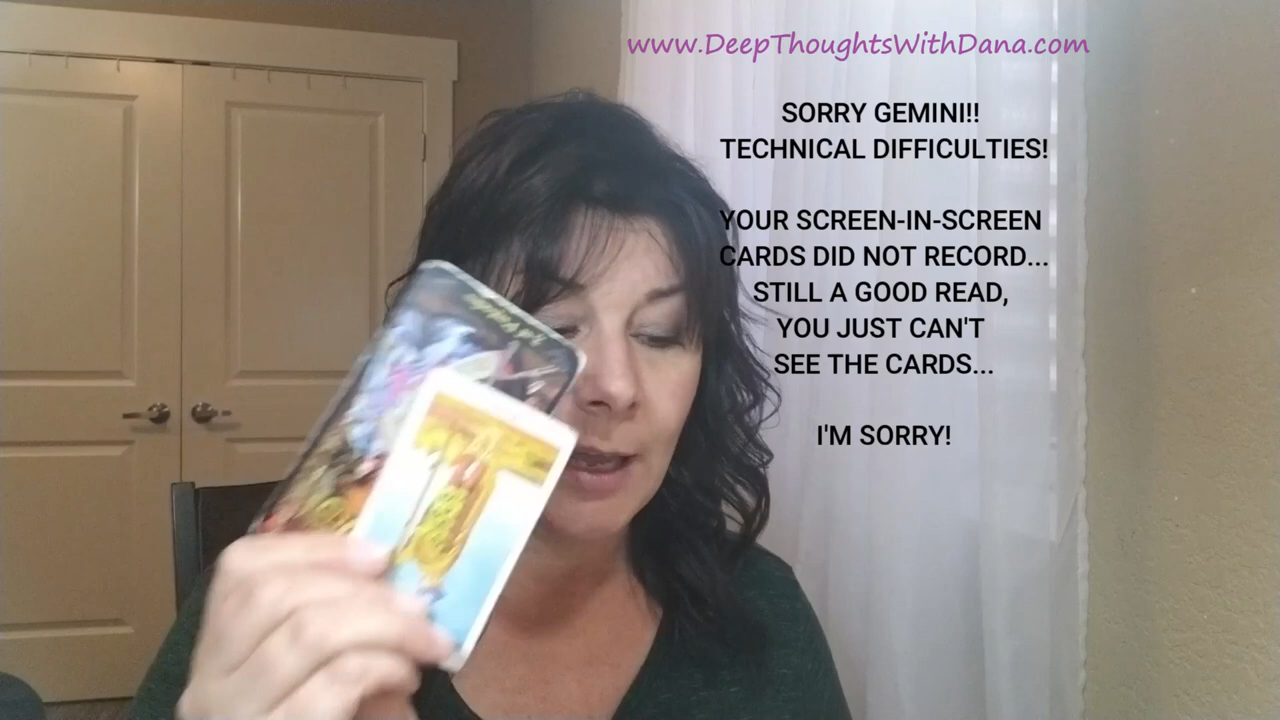 www.DeepThoughtsWithDana.com
SORRY GEMINI!!
TECHNICAL DIFFICULTIES!
YOUR SCREEN-IN-SCREEN
CARDS DID NOT RECORD...
STILL A GOOD READ,
YOU JUST CAN'T
SEE THE CARDS...
I'M SORRY!